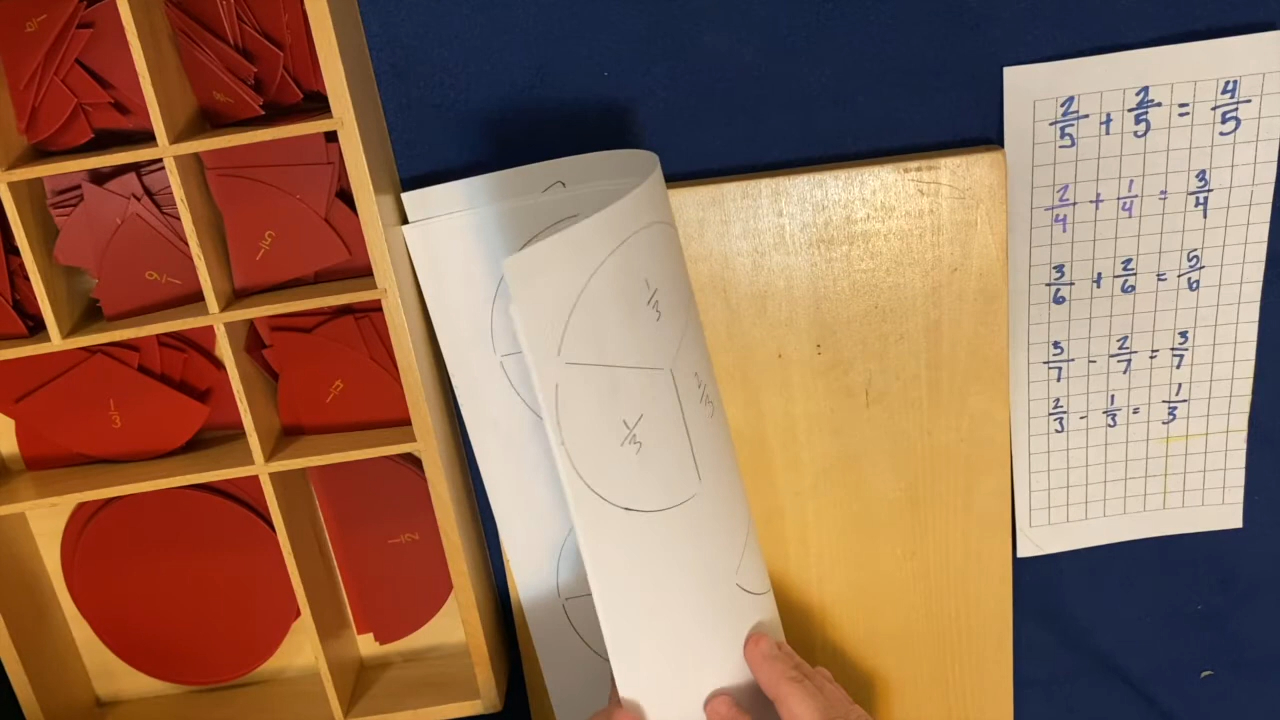 2/5 + 2/5 = 4/5
2/4 + 1/4 = 3/4
3/6 + 2/6 = 5/6
5/7 - 2/7 = 3/7
2/3 - 1/3 = 1/3
1/3
1/3
2/3
1/6
1/5
1/3
1/4
1/2